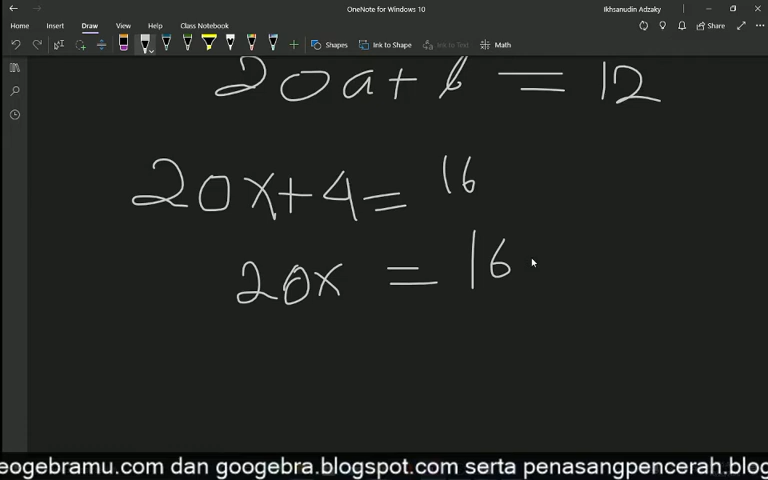 OneNote for Windows 10
Ikhsanudin Adzaky
Home Insert Draw View Help Class Notebook
Share
Shapes Ink to Shape Ink to Text Math
20a+b = 12
20x+4= 16
20x = 16
eogebramu.com dan googebra.blogspot.com serta penasangpencerah.blog